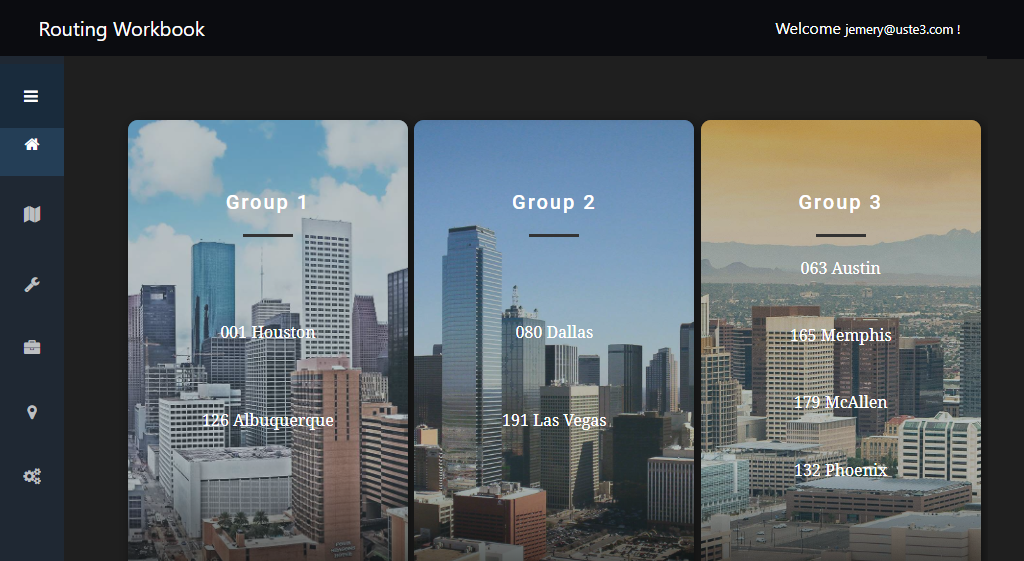 Routing Workbook
Welcome jemery@uste3.com !
Group 1
001 Houston
126 Albuquerque
Group 2
080 Dallas
191 Las Vegas
Group 3
063 Austin
165 Memphis
179 McAllen
132 Phoenix